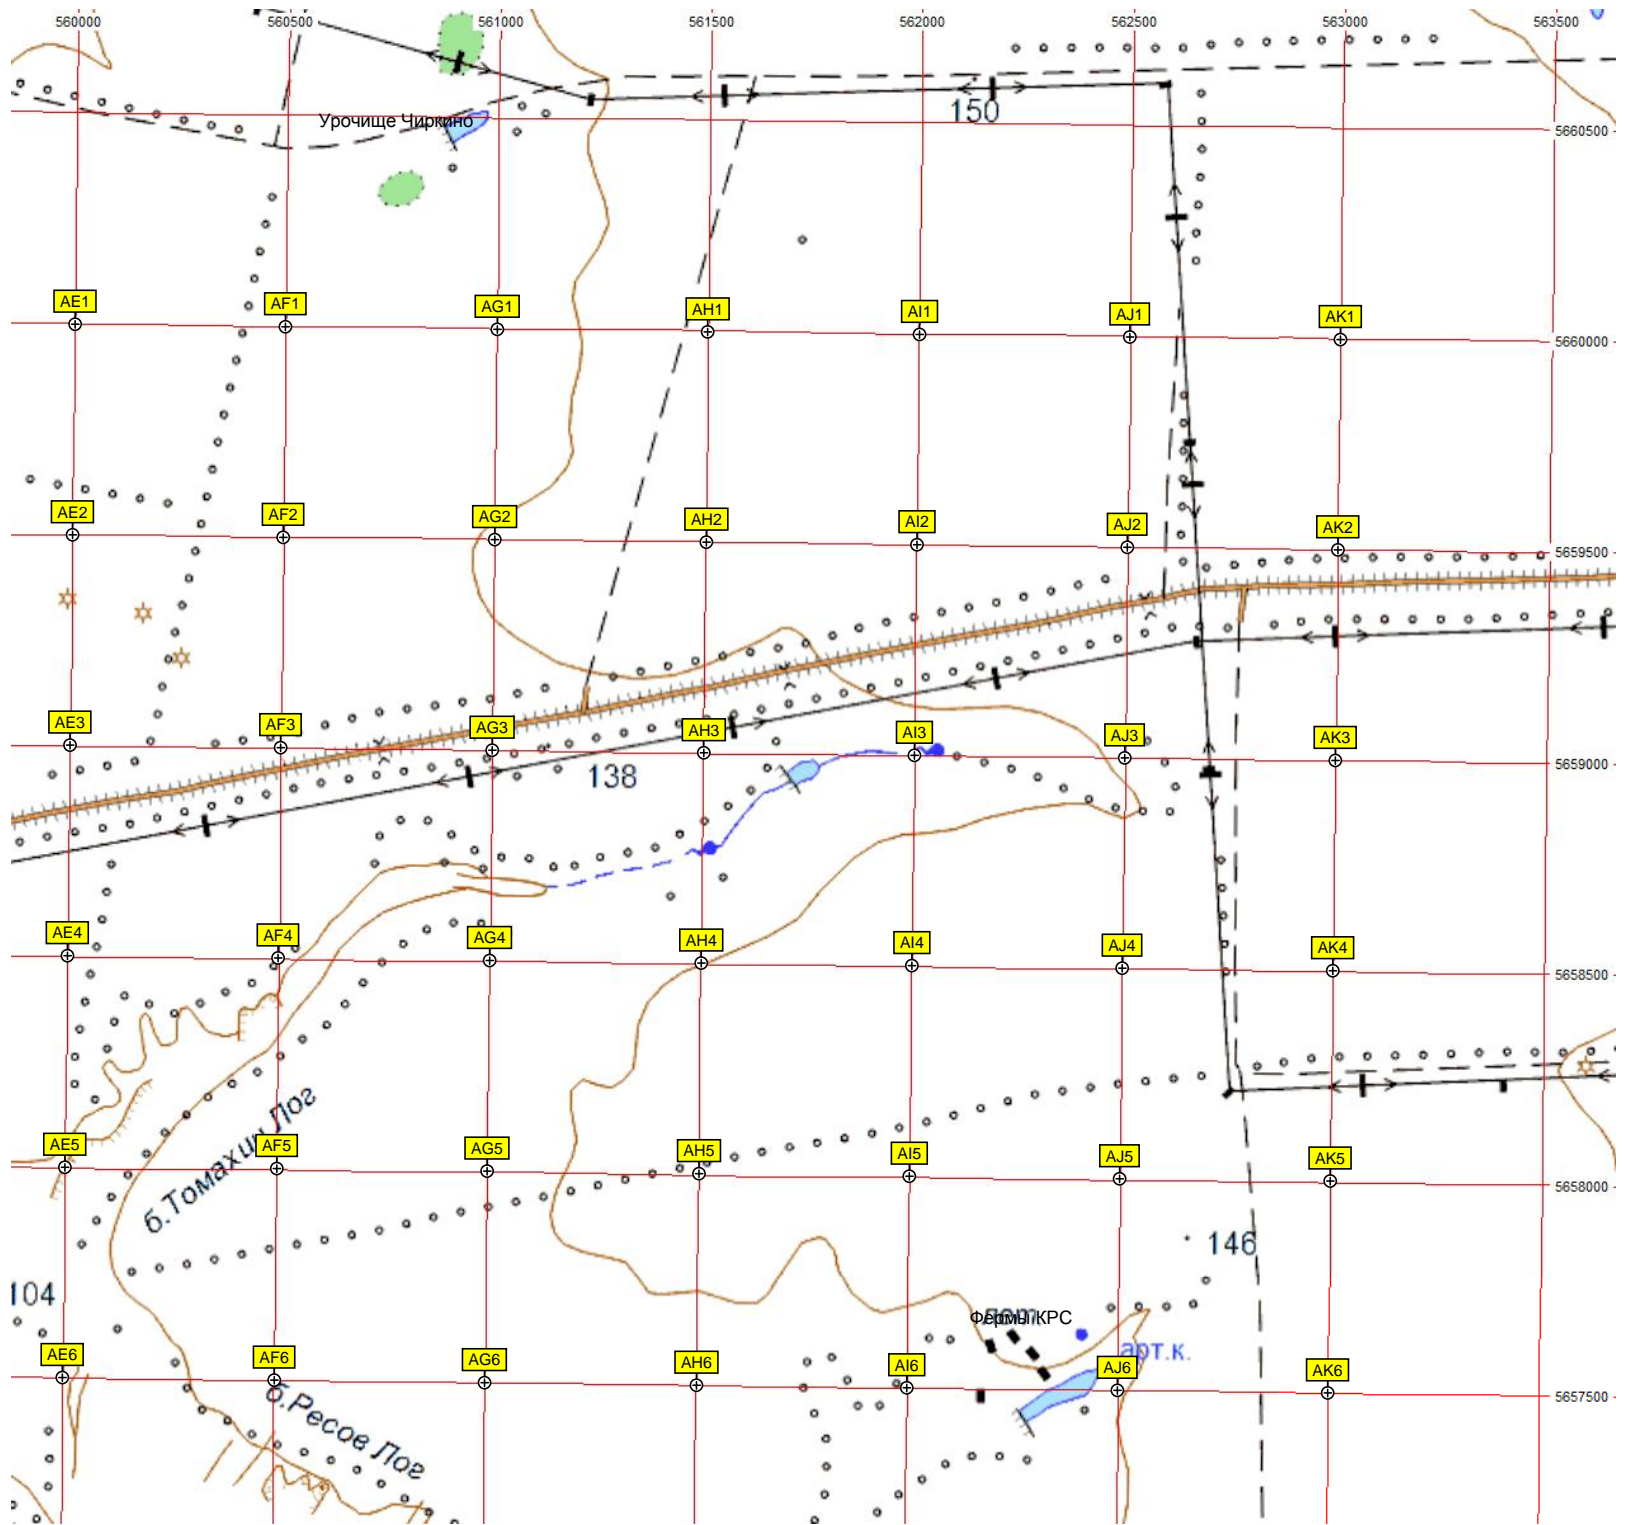 560000 560500 561000 561500 562000 562500 563000 563500
150
Урочище Чиркино
5660500
AE1 AF1 AG1 AH1 AI1 AJ1 AK1
5660000
AE2 AF2 AG2 AH2 AI2 AJ2 AK2
5659500
AE3 AF3 AG3 AH3 AI3 AJ3 AK3
5659000
138
AE4 AF4 AG4 AH4 AI4 AJ4 AK4
5658500
б.Томахин Лог
AE5 AF5 AG5 AH5 AI5 AJ5 AK5
5658000
146
104
Фермы КРС
арт.к.
AE6 AF6 AG6 AH6 AI6 AJ6 AK6
5657500
б.Ресов Лог